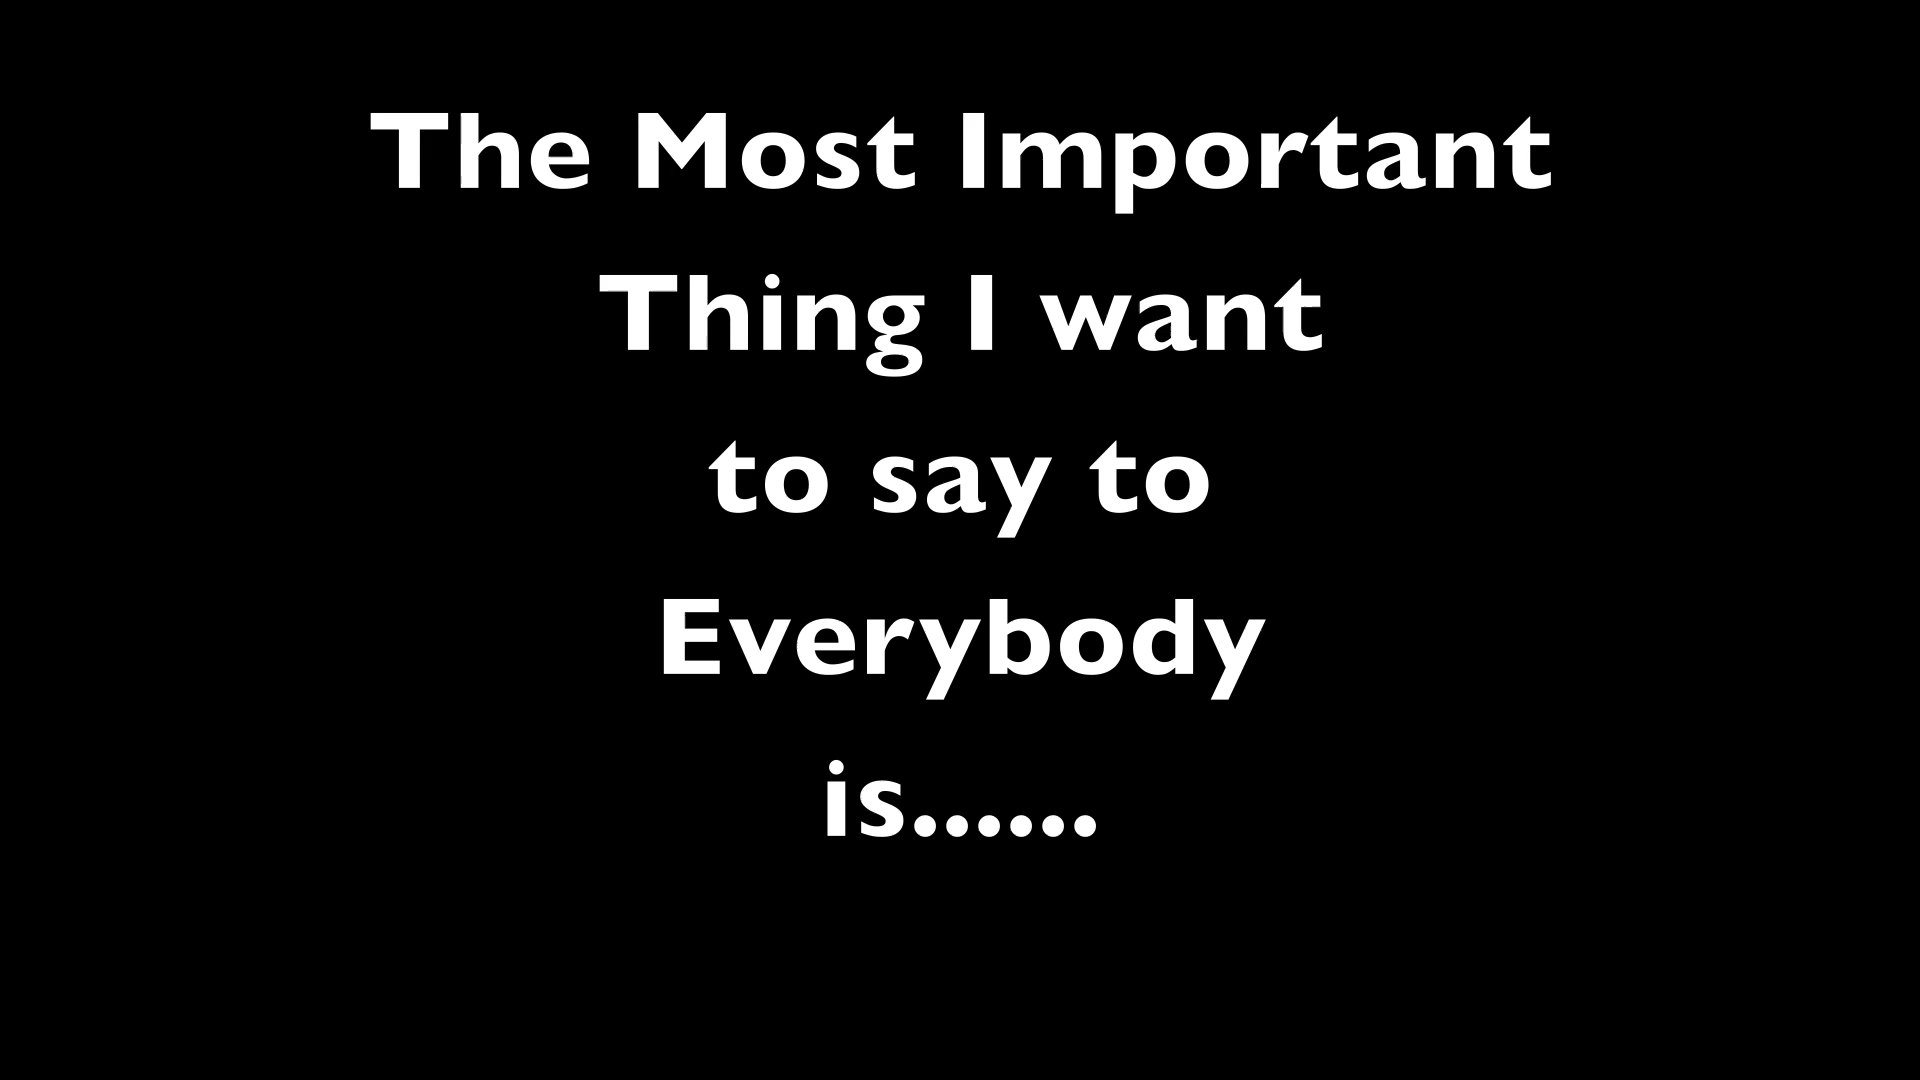 The Most Important
Thing I want
to say to
Everybody
is......